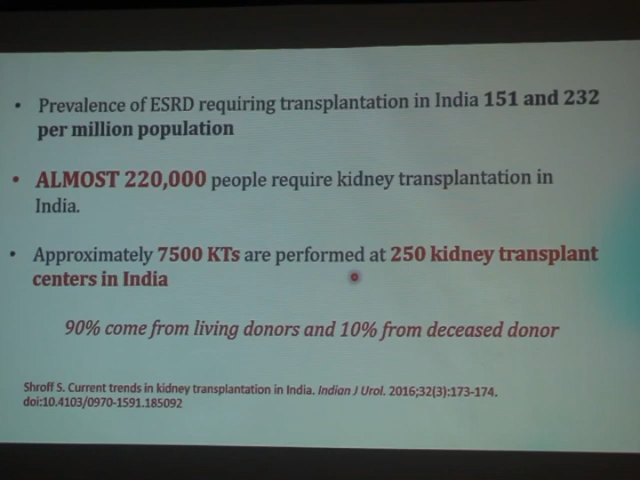 • Prevalence of ESRD requiring transplantation in India 151 and 232
per million population
• ALMOST 220,000 people require kidney transplantation in
India.
• Approximately 7500 KTs are performed at 250 kidney transplant
centers in India
90% come from living donors and 10% from deceased donor
Shroff S. Current trends in kidney transplantation in India. Indian J Urol. 2016;32(3):173-174.
doi:10.4103/0970-1591.185092